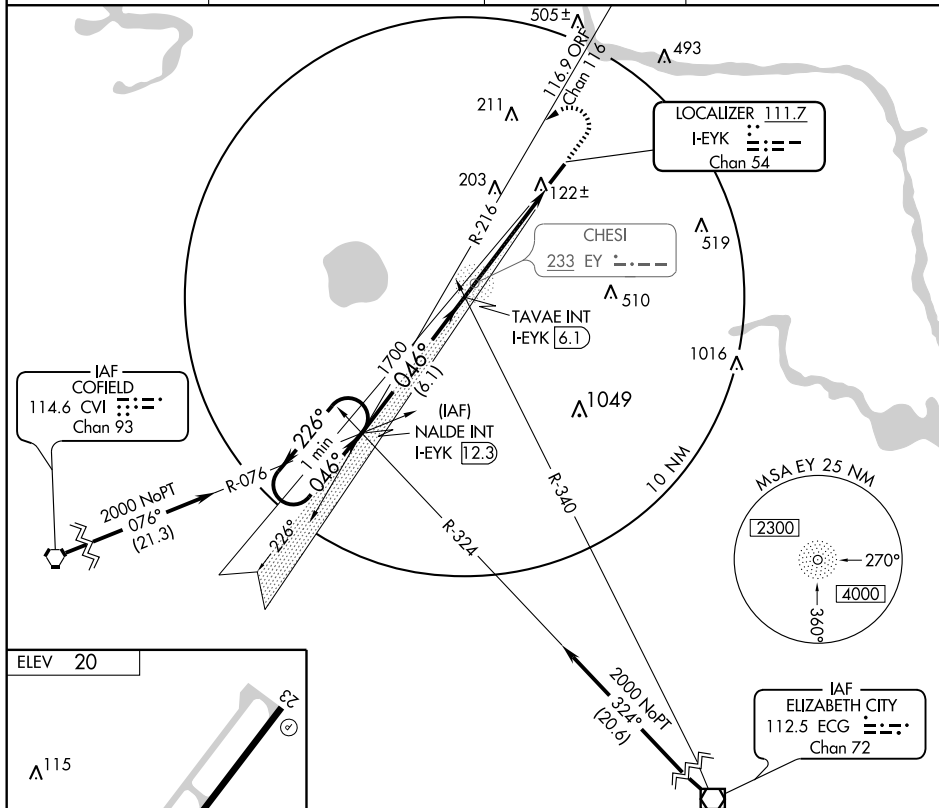 505±
493
116.9 ORF
Chan 116
211
LOCALIZER 111.7
I-EYK
Chan 54
203
122±
R-216
519
CHESI
233 EY
510
TAVAE INT
I-EYK 6.1
1700
046°
(6.1)
1016
IAF
COFIELD
114.6 CVI
Chan 93
1049
(IAF)
NALDE INT
I-EYK 12.3
226°
1 min
046°
R-076
2000 NoPT
076°
(21.3)
226°
R-340
10 NM
R-324
MSA EY 25 NM
2300
270°
4000
360°
ELEV 20
23
P
115
2000 NoPT
324°
(20.6)
IAF
ELIZABETH CITY
112.5 ECG
Chan 72